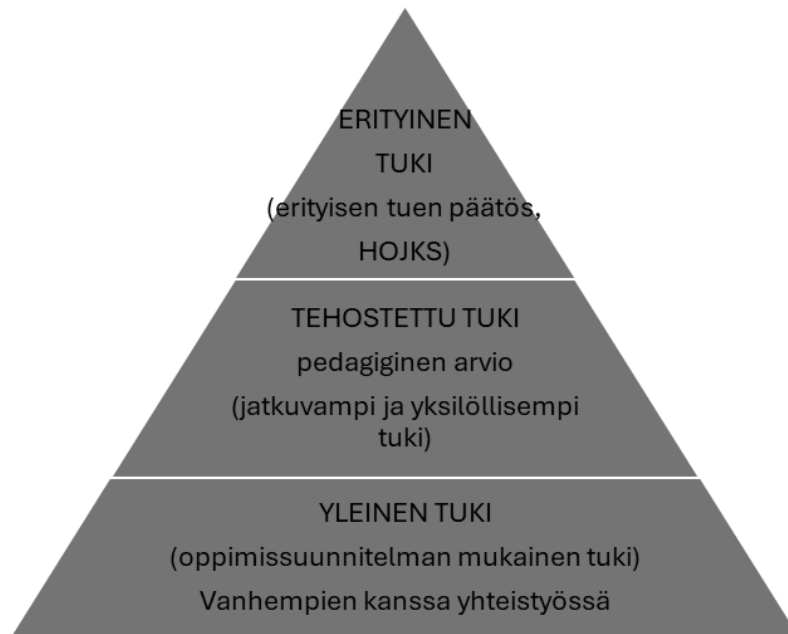 ERITYINEN
TUKI
(erityisen tuen päätös,
HOJKS)
TEHOSTETTU TUKI
pedagiginen arvio
(jatkuvampi ja yksilöllisempi
tuki)
YLEINEN TUKI
(oppimissuunnitelman mukainen tuki)
Vanhempien kanssa yhteistyössä